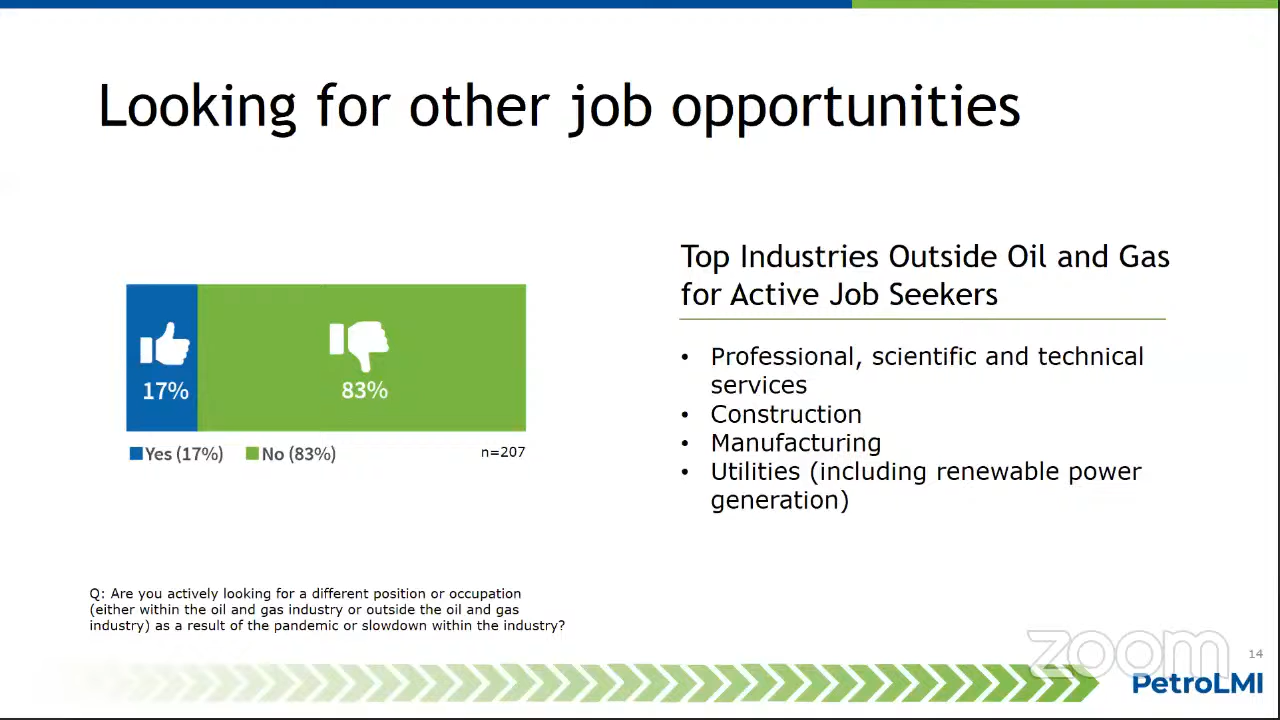 Looking for other job opportunities
17%
83%
Yes (17%)
No (83%)
n=207
Top Industries Outside Oil and Gas
for Active Job Seekers
• Professional, scientific and technical
services
• Construction
• Manufacturing
• Utilities (including renewable power
generation)
Q: Are you actively looking for a different position or occupation
(either within the oil and gas industry or outside the oil and gas
industry) as a result of the pandemic or slowdown within the industry?
zoom
14
PetroLMI